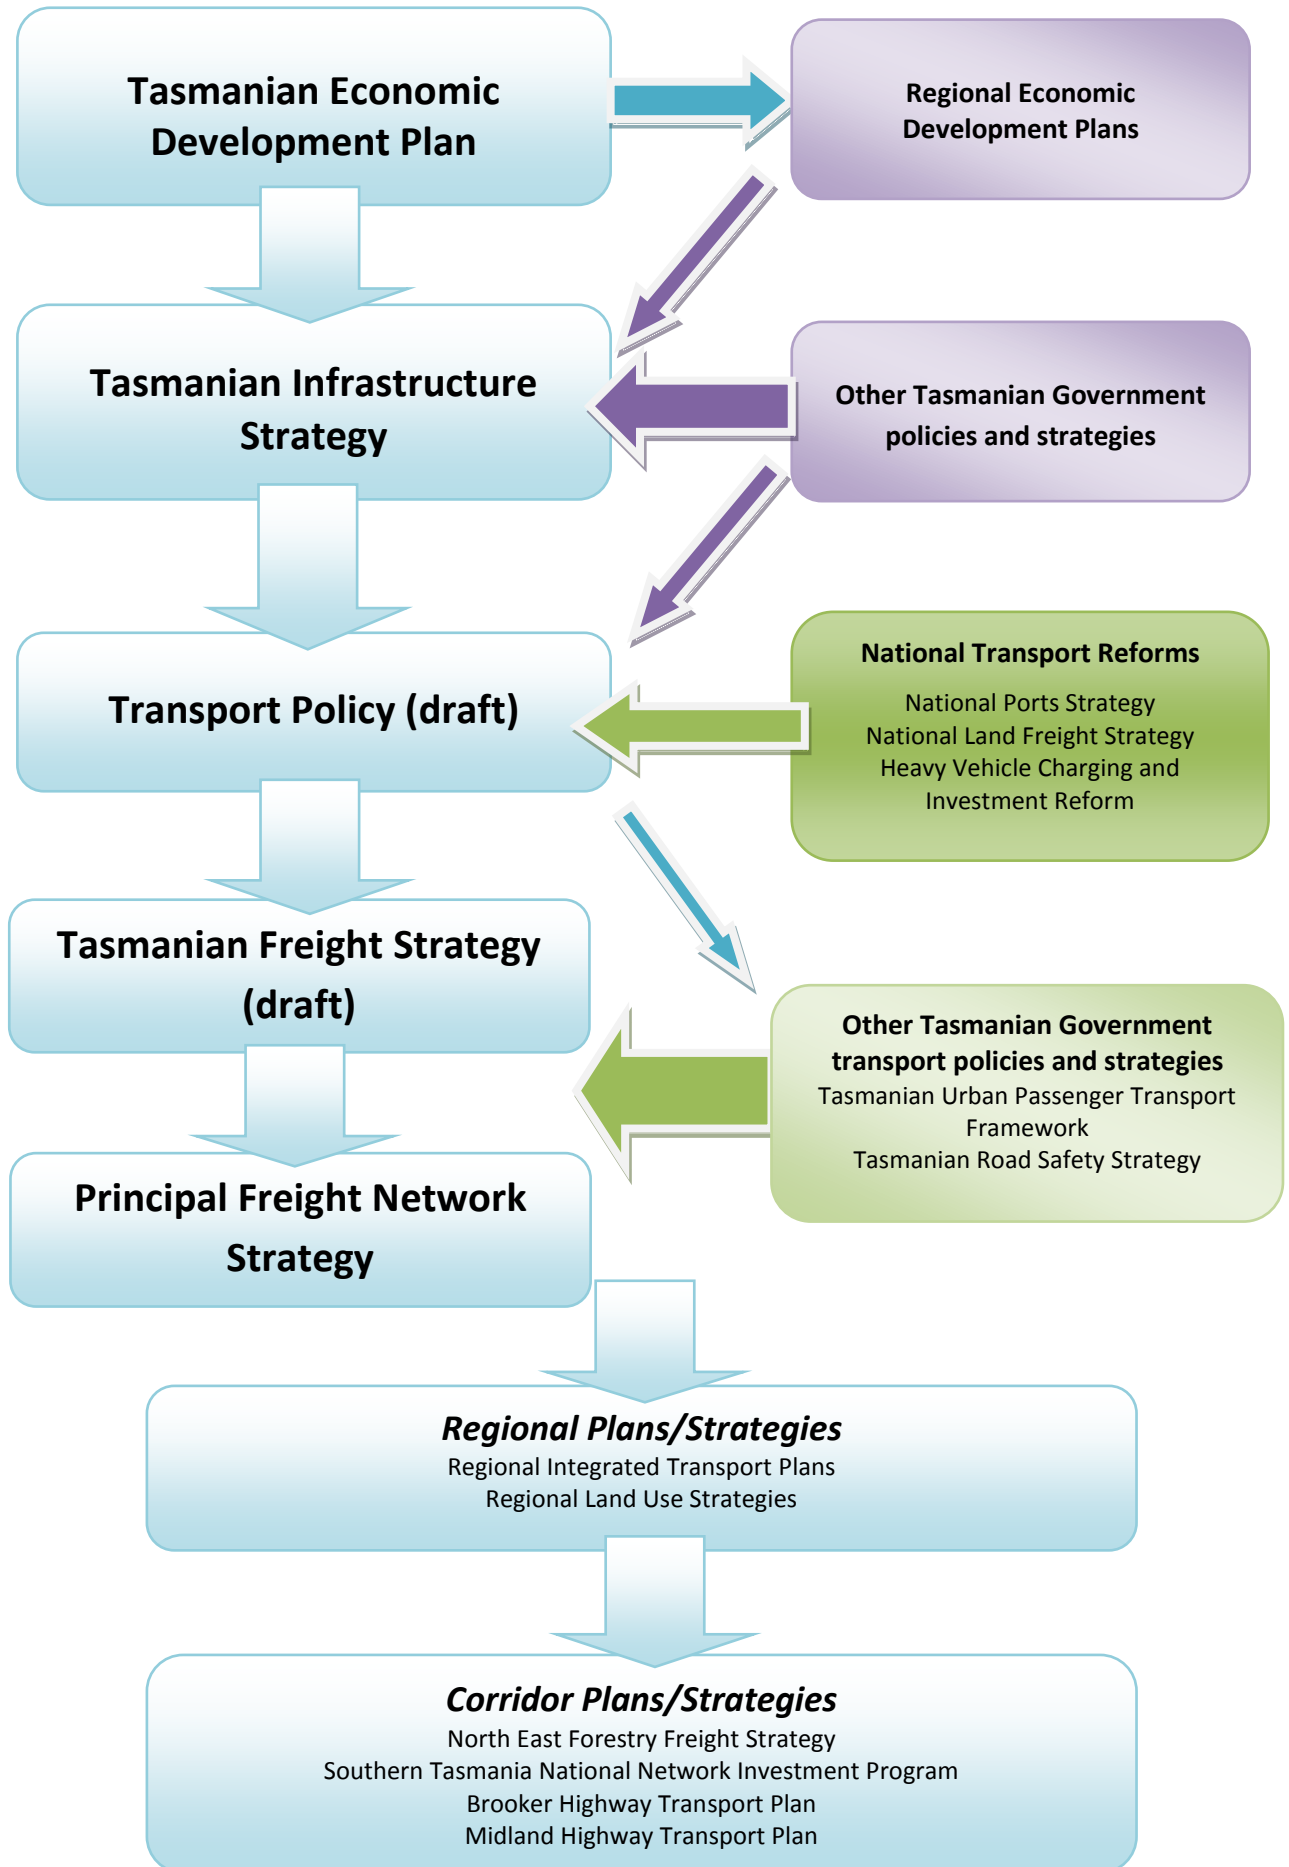 Tasmanian Economic
Development Plan
Regional Economic
Development Plans
Tasmanian Infrastructure
Strategy
Other Tasmanian Government
policies and strategies
Transport Policy (draft)
National Transport Reforms
National Ports Strategy
National Land Freight Strategy
Heavy Vehicle Charging and
Investment Reform
Tasmanian Freight Strategy
(draft)
Other Tasmanian Government
transport policies and strategies
Tasmanian Urban Passenger Transport
Framework
Tasmanian Road Safety Strategy
Principal Freight Network
Strategy
Regional Plans/Strategies
Regional Integrated Transport Plans
Regional Land Use Strategies
Corridor Plans/Strategies
North East Forestry Freight Strategy
Southern Tasmania National Network Investment Program
Brooker Highway Transport Plan
Midland Highway Transport Plan